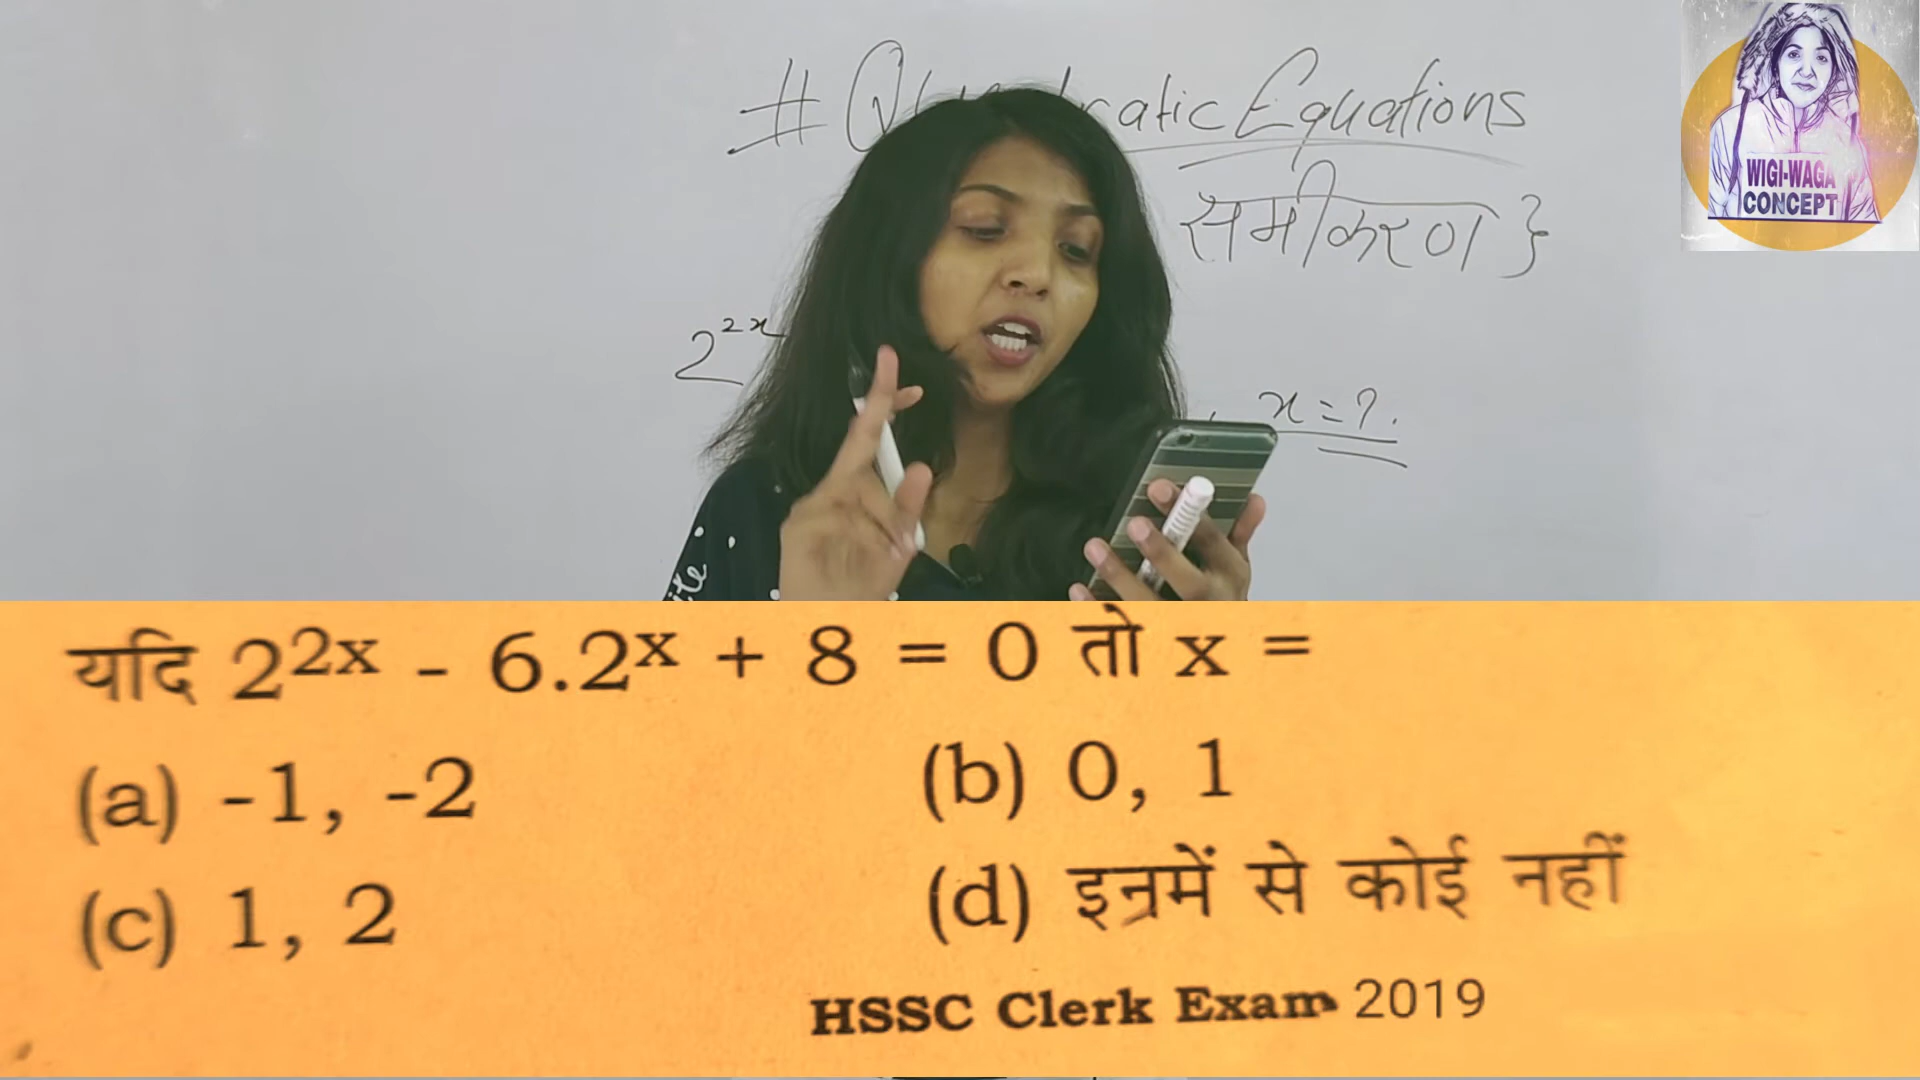 # Equations
समीकरण }
WIGI-WAGA
CONCEPT
2^2x
x = ?.
यदि 2^2x - 6.2^x + 8 = 0 तो x =
(a) -1, -2
(b) 0, 1
(c) 1, 2
(d) इनमें से कोई नहीं
HSSC Clerk Exam 2019